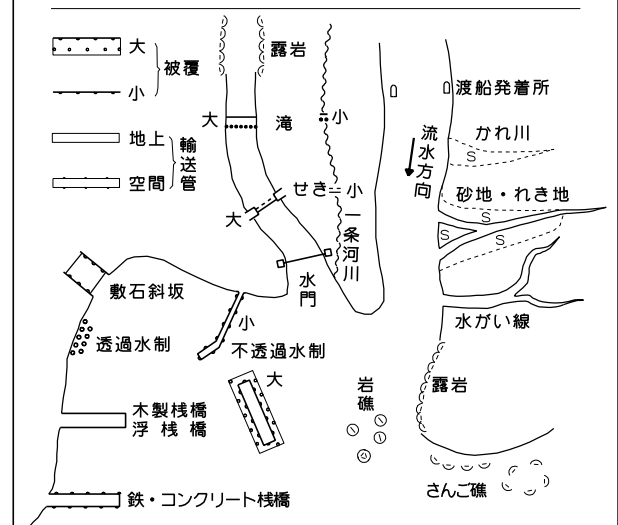 大
被覆
小
地上
輸送管
空間
露岩
大
滝
小
渡船発着所
流水方向
かれ川
S
砂地・れき地
S
S
S
せき
小
大
一条河川
水門
敷石斜坂
透過水制
小
不透過水制
水がい線
大
岩礁
露岩
木製桟橋
浮桟橋
さんご礁
鉄・コンクリート桟橋